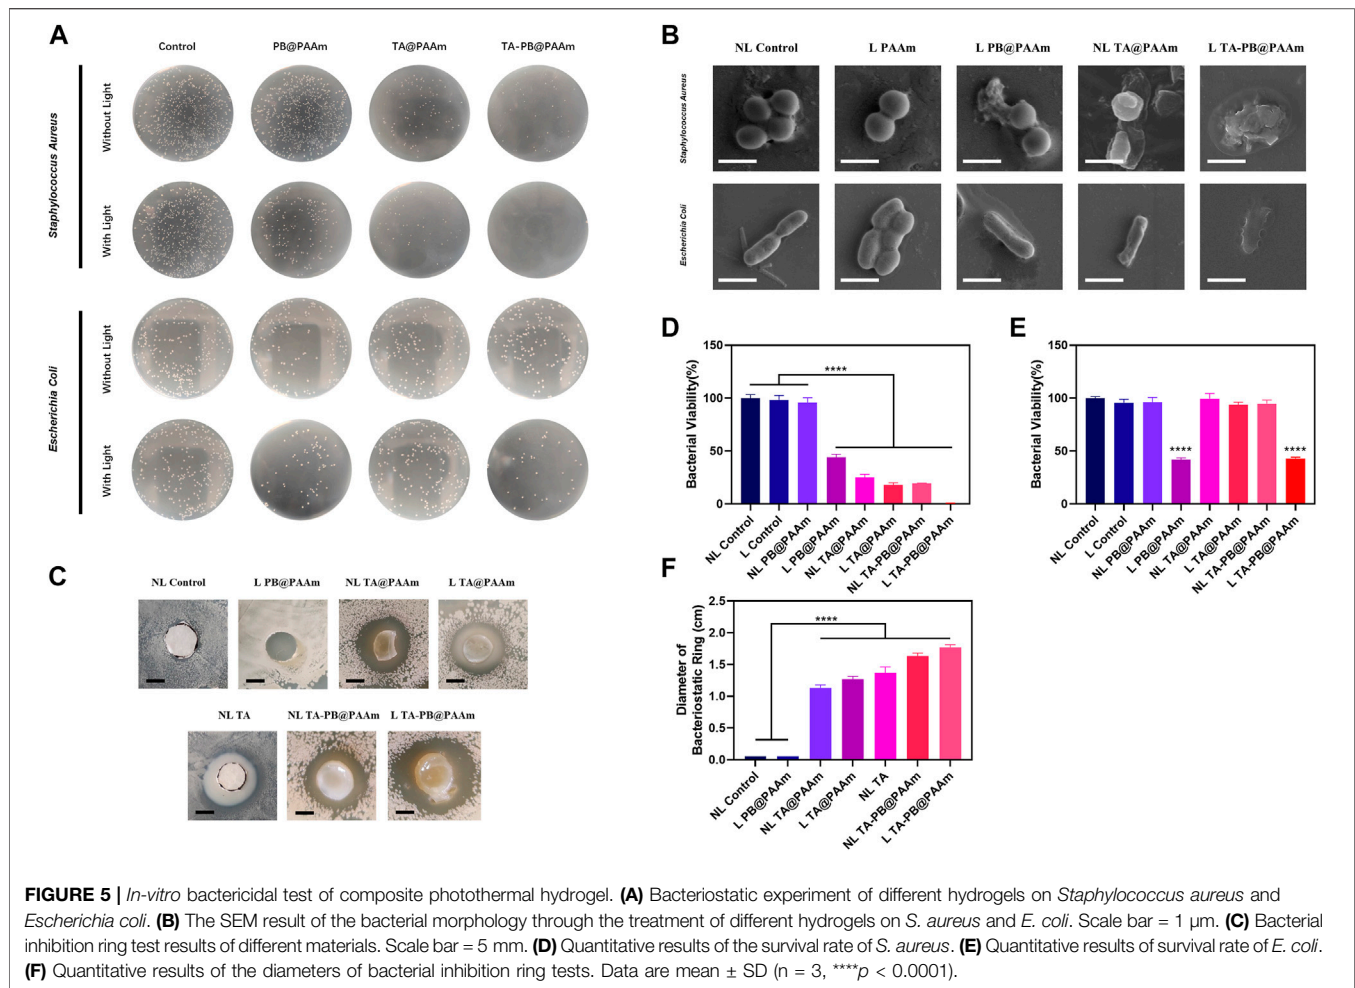 A
Control PB@PAAm TA@PAAm TA-PB@PAAm
Staphylococcus Aureus
Without Light
With Light
Escherichia Coli
Without Light
With Light
B
NL Control L PAAm L PB@PAAm NL TA@PAAm L TA-PB@PAAm
Staphylococcus Aureus
Escherichia Coli
C
NL Control L PB@PAAm NL TA@PAAm L TA@PAAm
NL TA NL TA-PB@PAAm L TA-PB@PAAm
D
Bacterial Viability(%)
150
100
50
0
****
NL Control
L Control
NL PB@PAAm
L PB@PAAm
NL TA@PAAm
L TA@PAAm
NL TA-PB@PAAm
L TA-PB@PAAm
E
Bacterial Viability(%)
150
100
50
0
**** ****
NL Control
L Control
NL PB@PAAm
L PB@PAAm
NL TA@PAAm
L TA@PAAm
NL TA-PB@PAAm
L TA-PB@PAAm
F
Diameter of
Bacteriostatic Ring (cm)
2.5
2.0
1.5
1.0
0.5
0.0
****
NL Control
L PB@PAAm
NL TA@PAAm
L TA@PAAm
NL TA
NL TA-PB@PAAm
L TA-PB@PAAm
FIGURE 5 | In-vitro bactericidal test of composite photothermal hydrogel. (A) Bacteriostatic experiment of different hydrogels on Staphylococcus aureus and
Escherichia coli. (B) The SEM result of the bacterial morphology through the treatment of different hydrogels on S. aureus and E. coli. Scale bar = 1 µm. (C) Bacterial
inhibition ring test results of different materials. Scale bar = 5 mm. (D) Quantitative results of the survival rate of S. aureus. (E) Quantitative results of survival rate of E. coli.
(F) Quantitative results of the diameters of bacterial inhibition ring tests. Data are mean ± SD (n = 3, ****p < 0.0001).